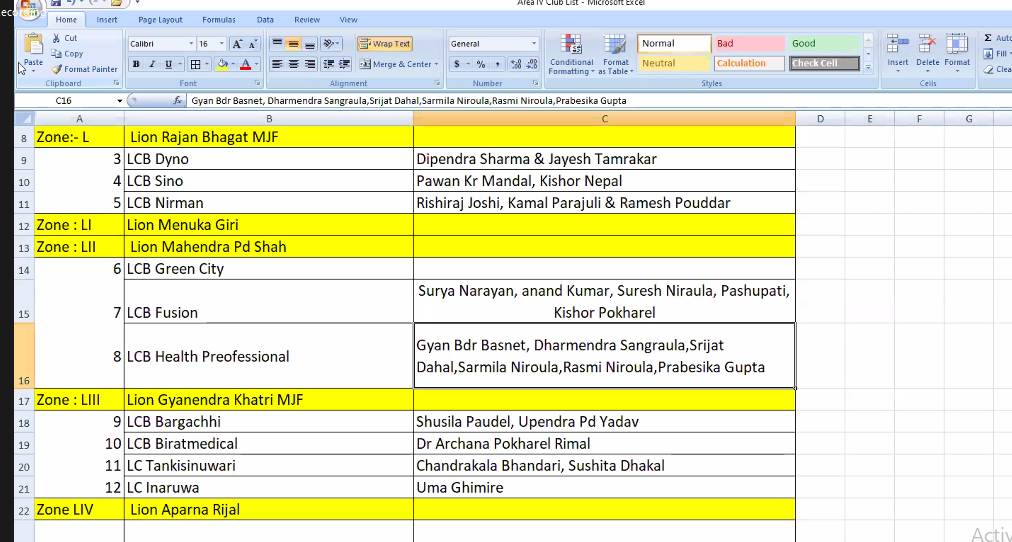 Area IV Club List - Microsoft Excel
Home Insert Page Layout Formulas Data Review View
Paste Cut Copy Format Painter
Calibri 16 A A B I U A
Wrap Text Merge & Center
General $ % ,
Conditional Formatting Format as Table
Normal Bad Good
Neutral Calculation Check Cell
Insert Delete Format
Σ Fill
Clipboard Font Alignment Number Styles Cells
C16 fx Gyan Bdr Basnet, Dharmendra Sangraula,Srijat Dahal,Sarmila Niroula,Rasmi Niroula,Prabesika Gupta
A B C D E F G
8 Zone:- L Lion Rajan Bhagat MJF
9 3 LCB Dyno Dipendra Sharma & Jayesh Tamrakar
10 4 LCB Sino Pawan Kr Mandal, Kishor Nepal
11 5 LCB Nirman Rishiraj Joshi, Kamal Parajuli & Ramesh Pouddar
12 Zone : LI Lion Menuka Giri
13 Zone : LII Lion Mahendra Pd Shah
14 6 LCB Green City
15 7 LCB Fusion Surya Narayan, anand Kumar, Suresh Niraula, Pashupati,
Kishor Pokharel
16 8 LCB Health Preofessional Gyan Bdr Basnet, Dharmendra Sangraula,Srijat
Dahal,Sarmila Niroula,Rasmi Niroula,Prabesika Gupta
17 Zone : LIII Lion Gyanendra Khatri MJF
18 9 LCB Bargachhi Shusila Paudel, Upendra Pd Yadav
19 10 LCB Biratmedical Dr Archana Pokharel Rimal
20 11 LC Tankisinuwari Chandrakala Bhandari, Sushita Dhakal
21 12 LC Inaruwa Uma Ghimire
22 Zone LIV Lion Aparna Rijal